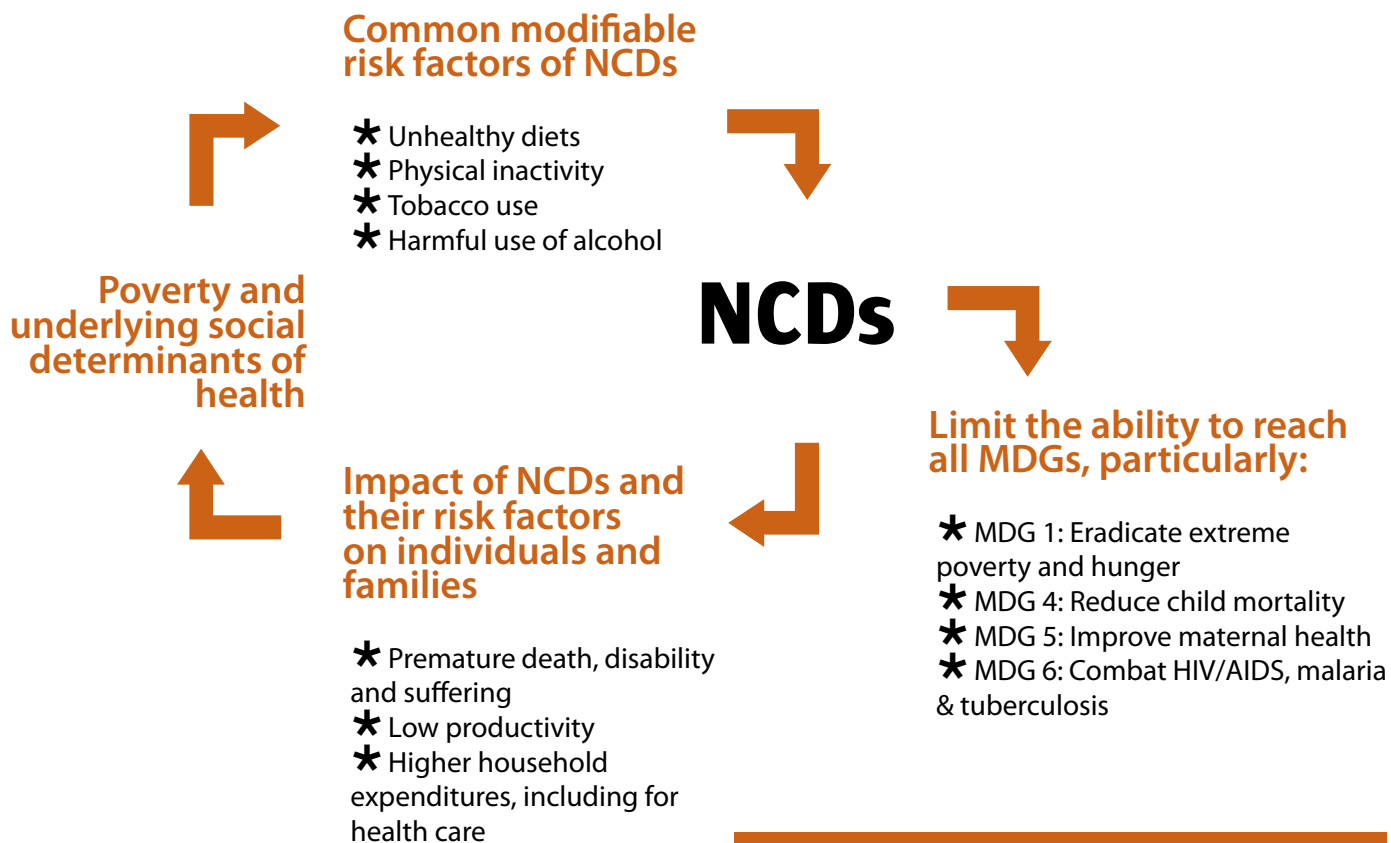 Common modifiable
risk factors of NCDs
* Unhealthy diets
* Physical inactivity
* Tobacco use
* Harmful use of alcohol
Poverty and
underlying social
determinants of
health
NCDs
Limit the ability to reach
all MDGs, particularly:
* MDG 1: Eradicate extreme
poverty and hunger
* MDG 4: Reduce child mortality
* MDG 5: Improve maternal health
* MDG 6: Combat HIV/AIDS, malaria
& tuberculosis
Impact of NCDs and
their risk factors
on individuals and
families
* Premature death, disability
and suffering
* Low productivity
* Higher household
expenditures, including for
health care